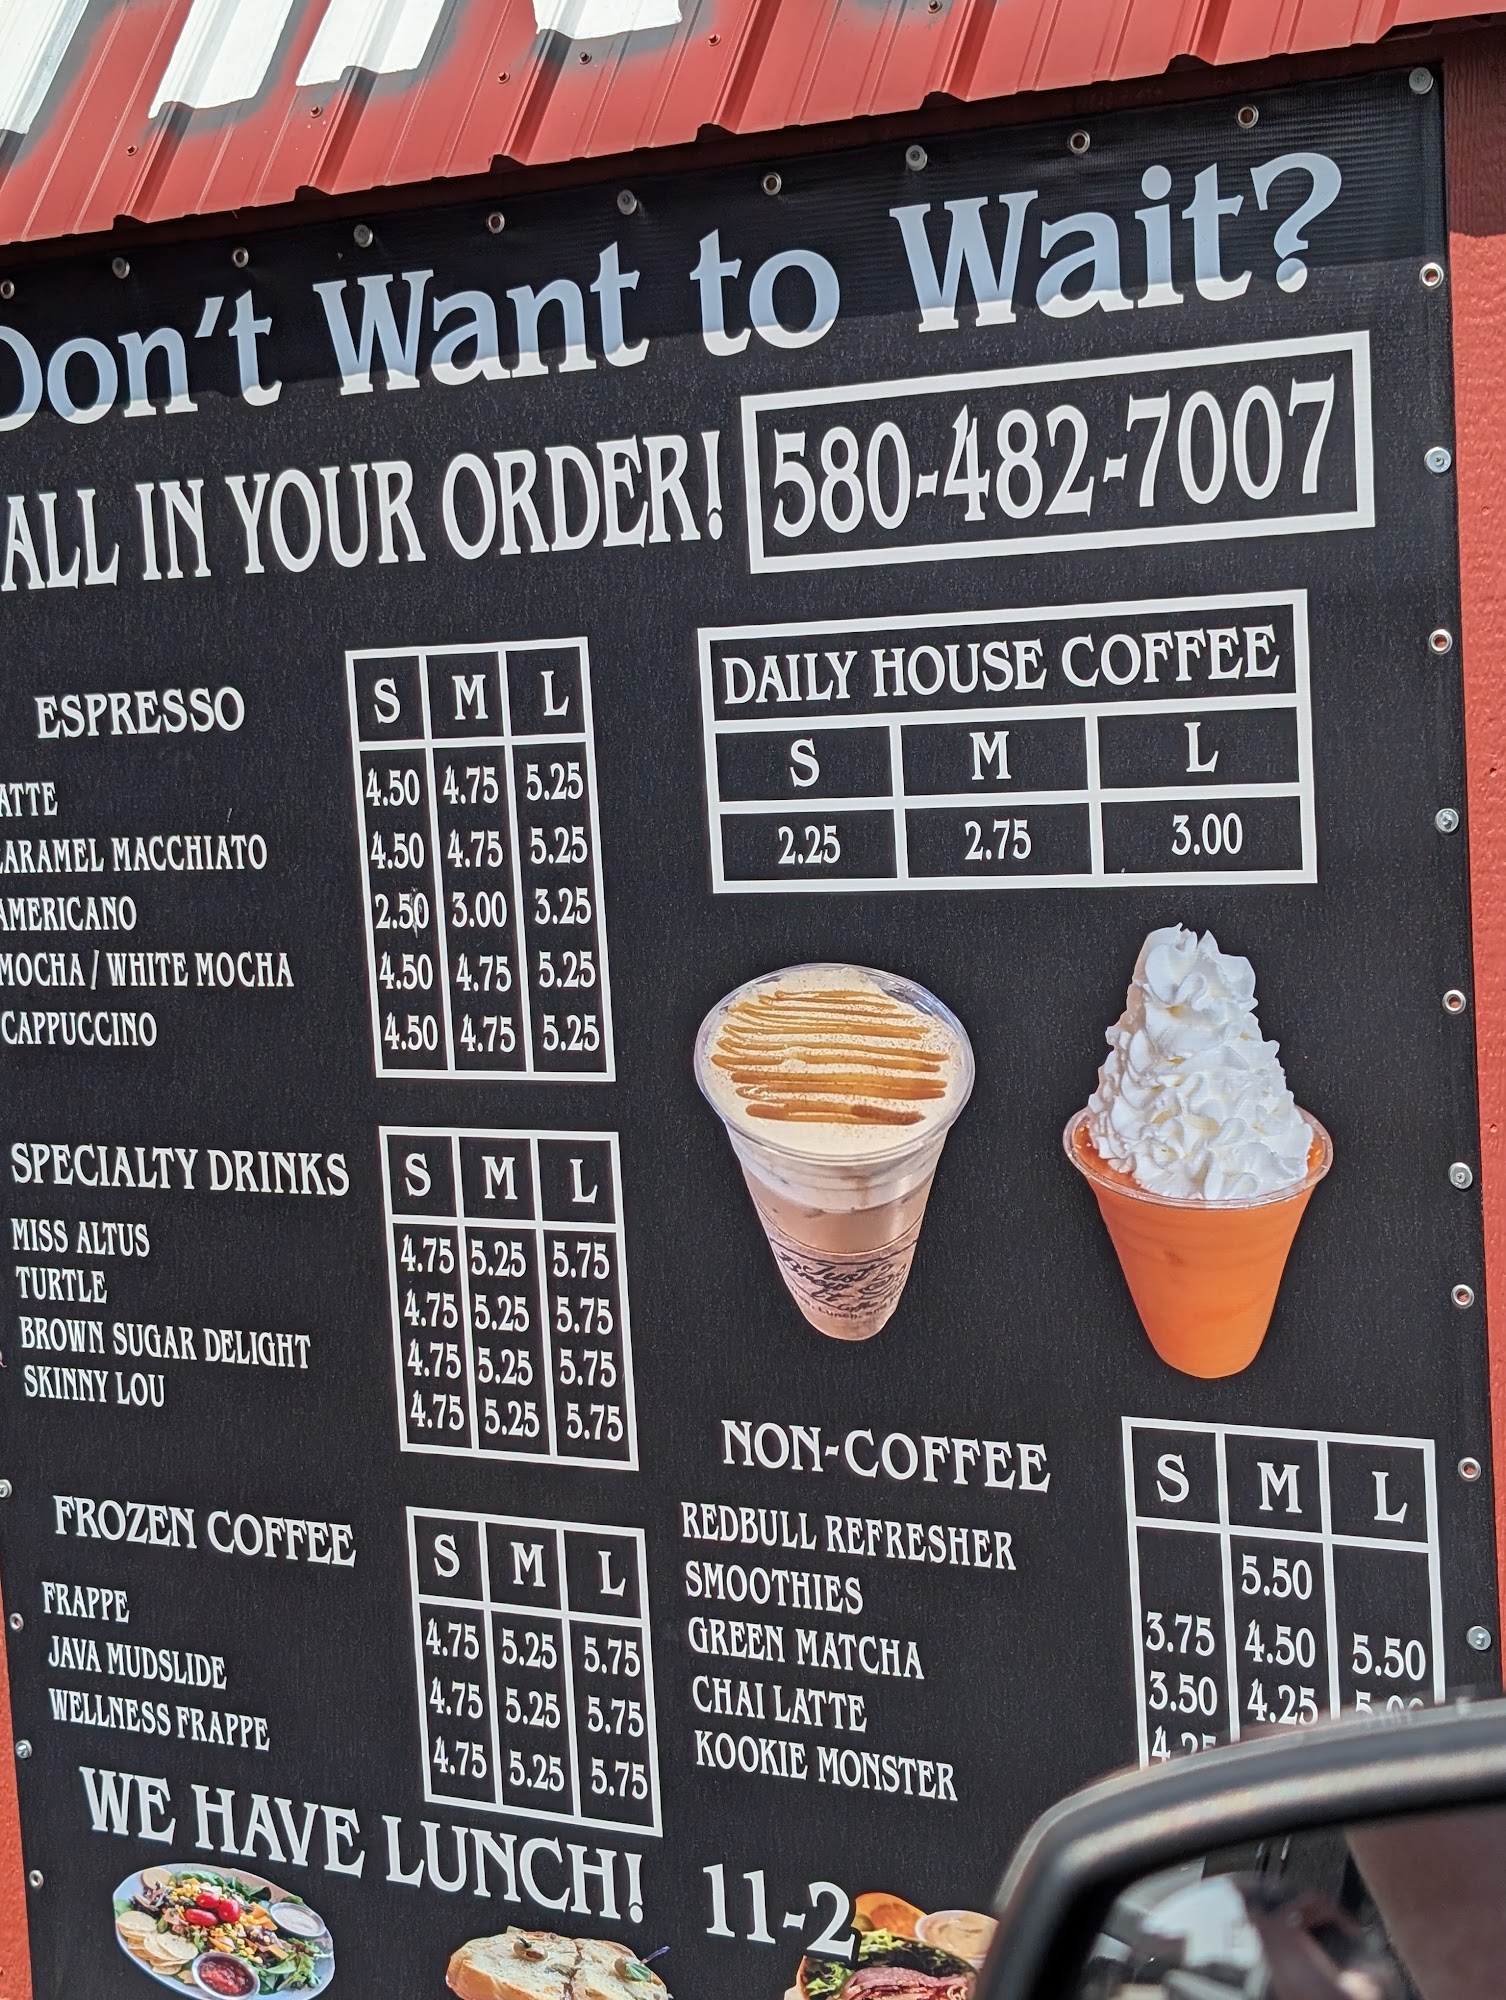 Don't Want to Wait?
ALL IN YOUR ORDER! 580-482-7007
ESPRESSO S M L
ATTE 4.50 4.75 5.25
CARAMEL MACCHIATO 4.50 4.75 5.25
AMERICANO 2.50 3.00 3.25
MOCHA / WHITE MOCHA 4.50 4.75 5.25
CAPPUCCINO 4.50 4.75 5.25
DAILY HOUSE COFFEE
S M L
2.25 2.75 3.00
SPECIALTY DRINKS S M L
MISS ALTUS 4.75 5.25 5.75
TURTLE 4.75 5.25 5.75
BROWN SUGAR DELIGHT 4.75 5.25 5.75
SKINNY LOU 4.75 5.25 5.75
Just
FROZEN COFFEE S M L
FRAPPE 4.75 5.25 5.75
JAVA MUDSLIDE 4.75 5.25 5.75
WELLNESS FRAPPE 4.75 5.25 5.75
NON-COFFEE S M L
REDBULL REFRESHER 5.50
SMOOTHIES 3.75 4.50 5.50
GREEN MATCHA 3.50 4.25 5.00
CHAI LATTE 4.25
KOOKIE MONSTER
WE HAVE LUNCH! 11-2